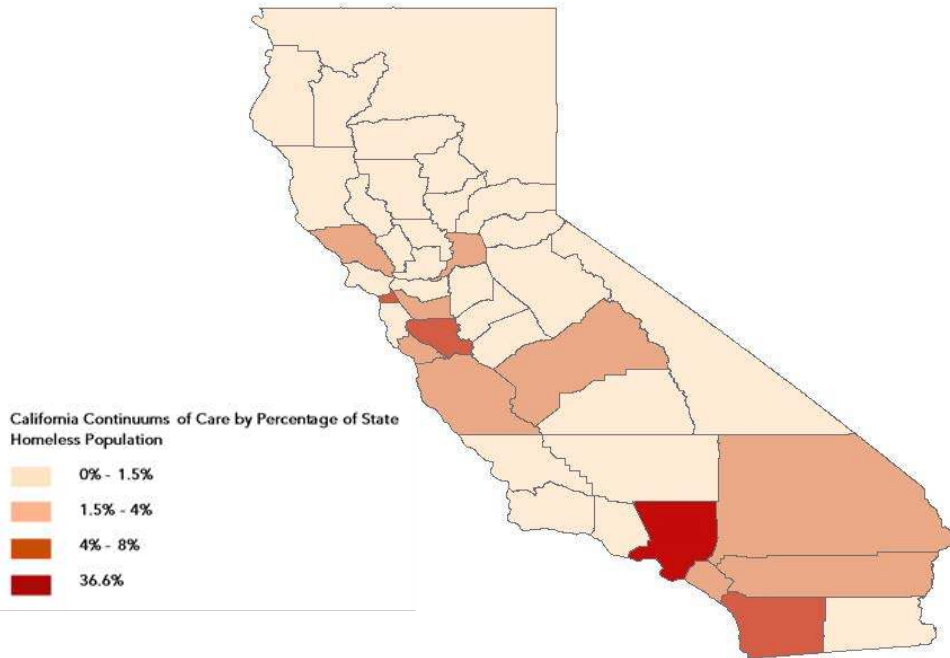 California Continuums of Care by Percentage of State
Homeless Population
0% - 1.5%
1.5% - 4%
4% - 8%
36.6%